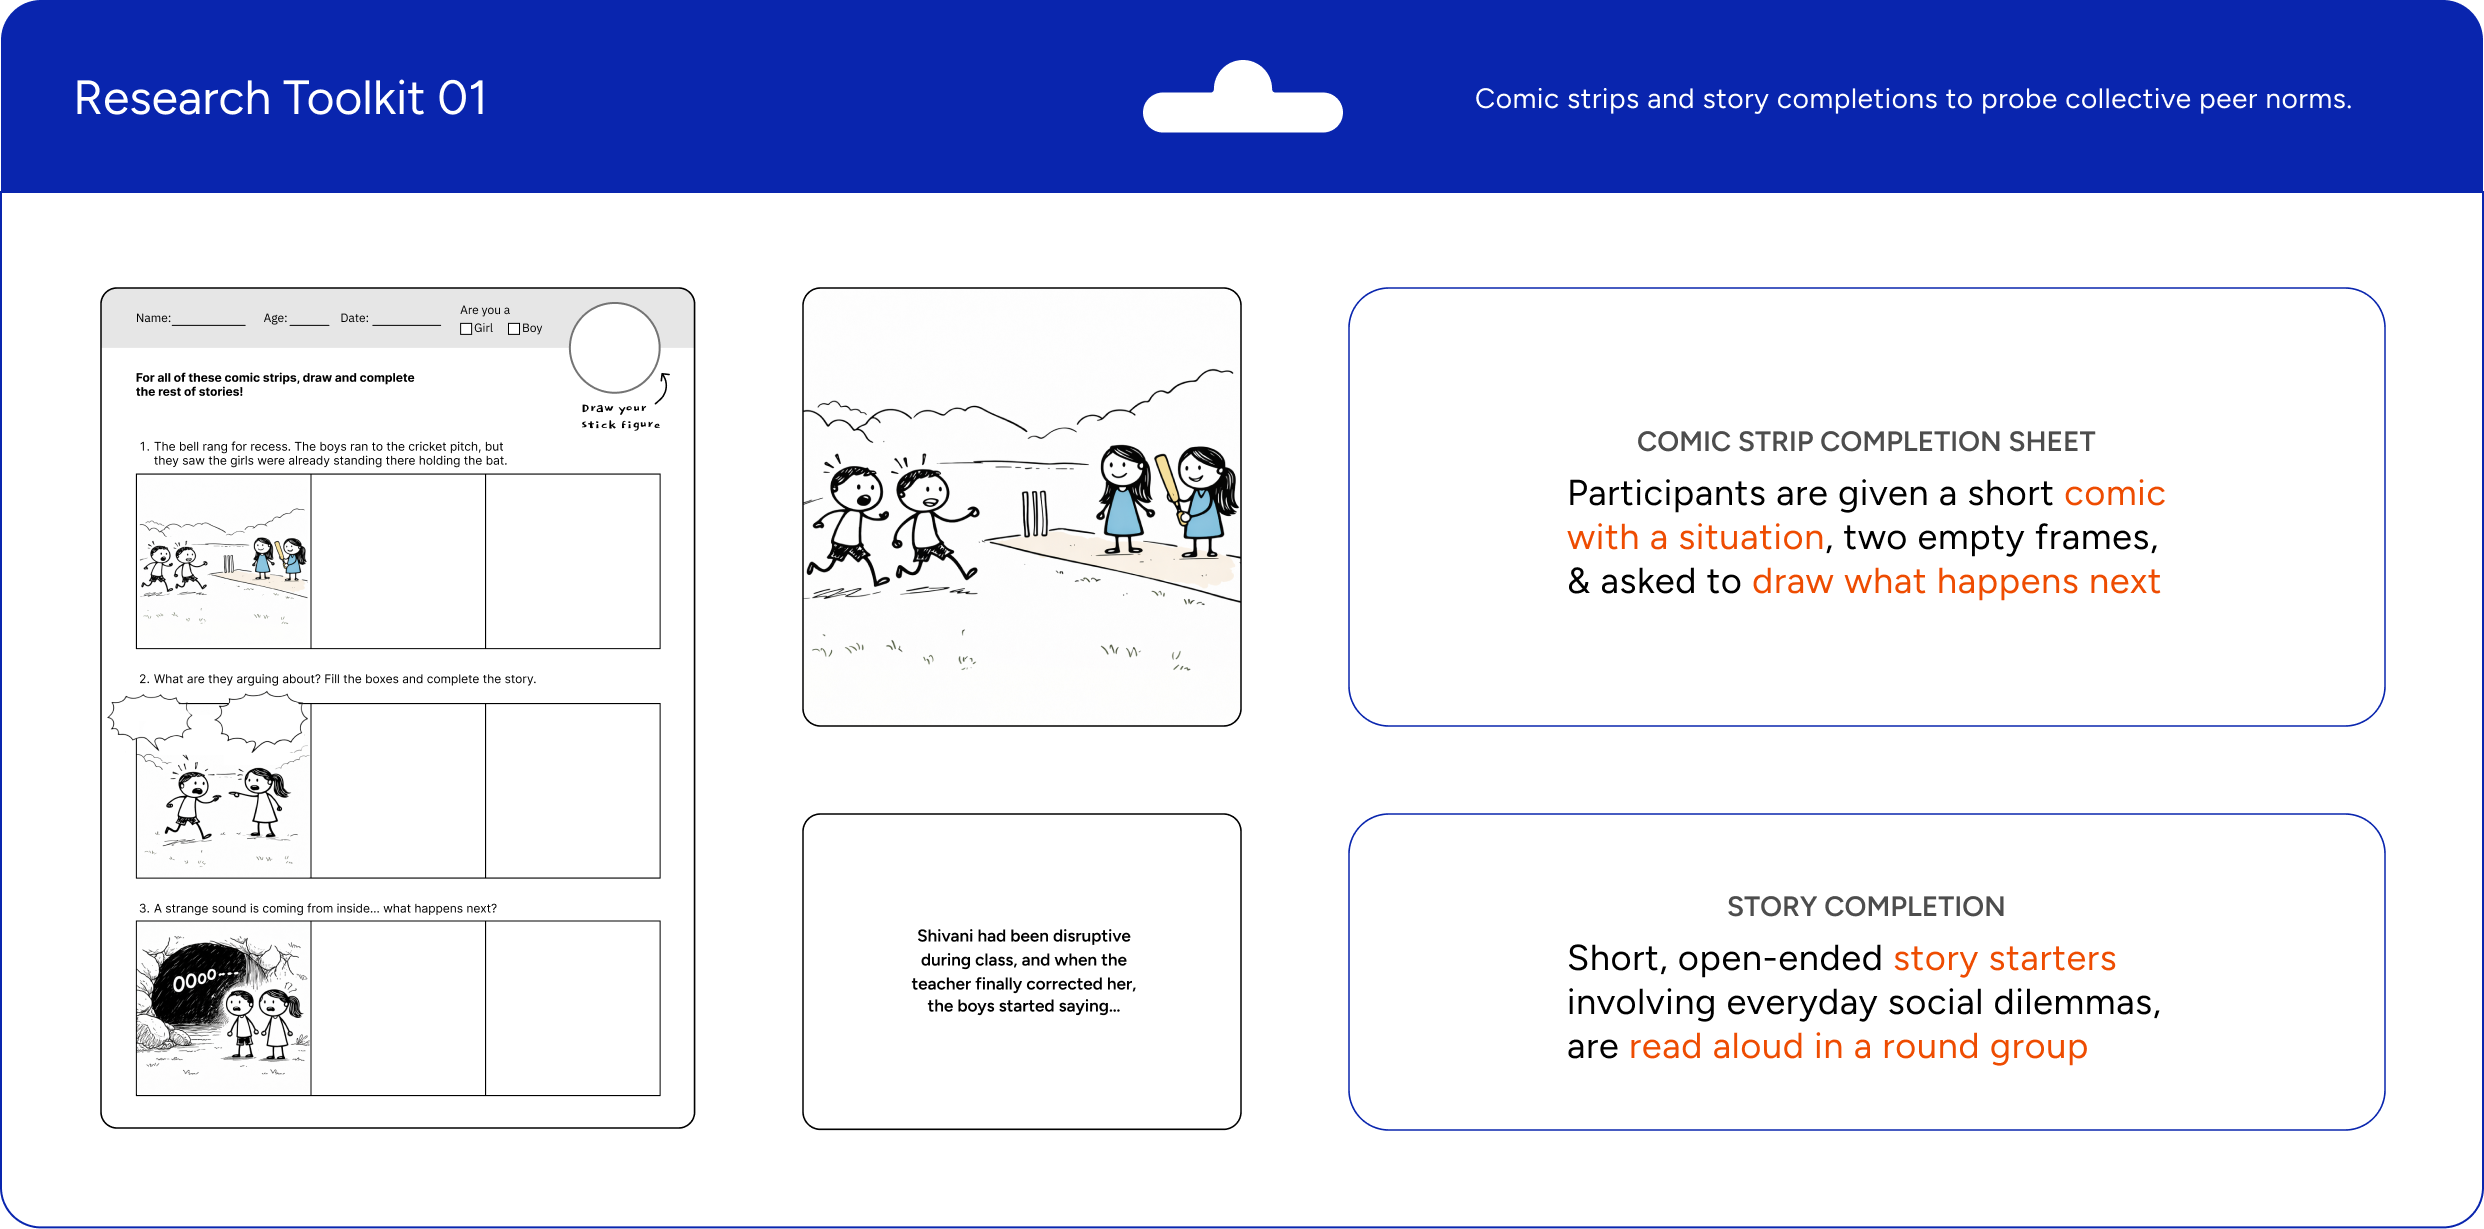 Research Toolkit 01
Comic strips and story completions to probe collective peer norms.
Name:
Age:
Date:
Are you a
Girl
Boy
For all of these comic strips, draw and complete
the rest of stories!
Draw your
stick figure
1. The bell rang for recess. The boys ran to the cricket pitch, but
they saw the girls were already standing there holding the bat.
2. What are they arguing about? Fill the boxes and complete the story.
3. A strange sound is coming from inside... what happens next?
OOoo---
Shivani had been disruptive
during class, and when the
teacher finally corrected her,
the boys started saying...
COMIC STRIP COMPLETION SHEET
Participants are given a short comic
with a situation, two empty frames,
& asked to draw what happens next
STORY COMPLETION
Short, open-ended story starters
involving everyday social dilemmas,
are read aloud in a round group